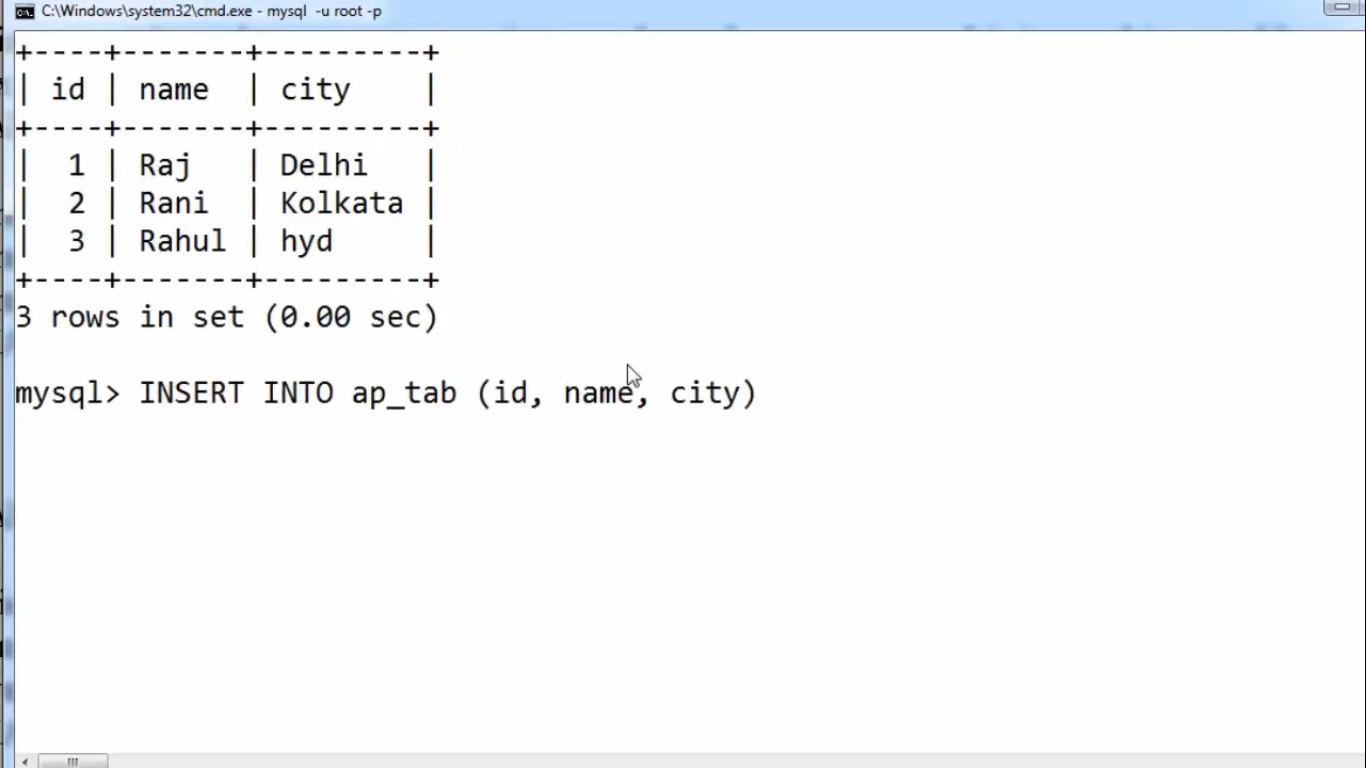 C:\Windows\system32\cmd.exe - mysql  -u root -p
+----+-------+---------+
| id | name  | city    |
+----+-------+---------+
|  1 | Raj   | Delhi   |
|  2 | Rani  | Kolkata |
|  3 | Rahul | hyd     |
+----+-------+---------+
3 rows in set (0.00 sec)
mysql> INSERT INTO ap_tab (id, name, city)